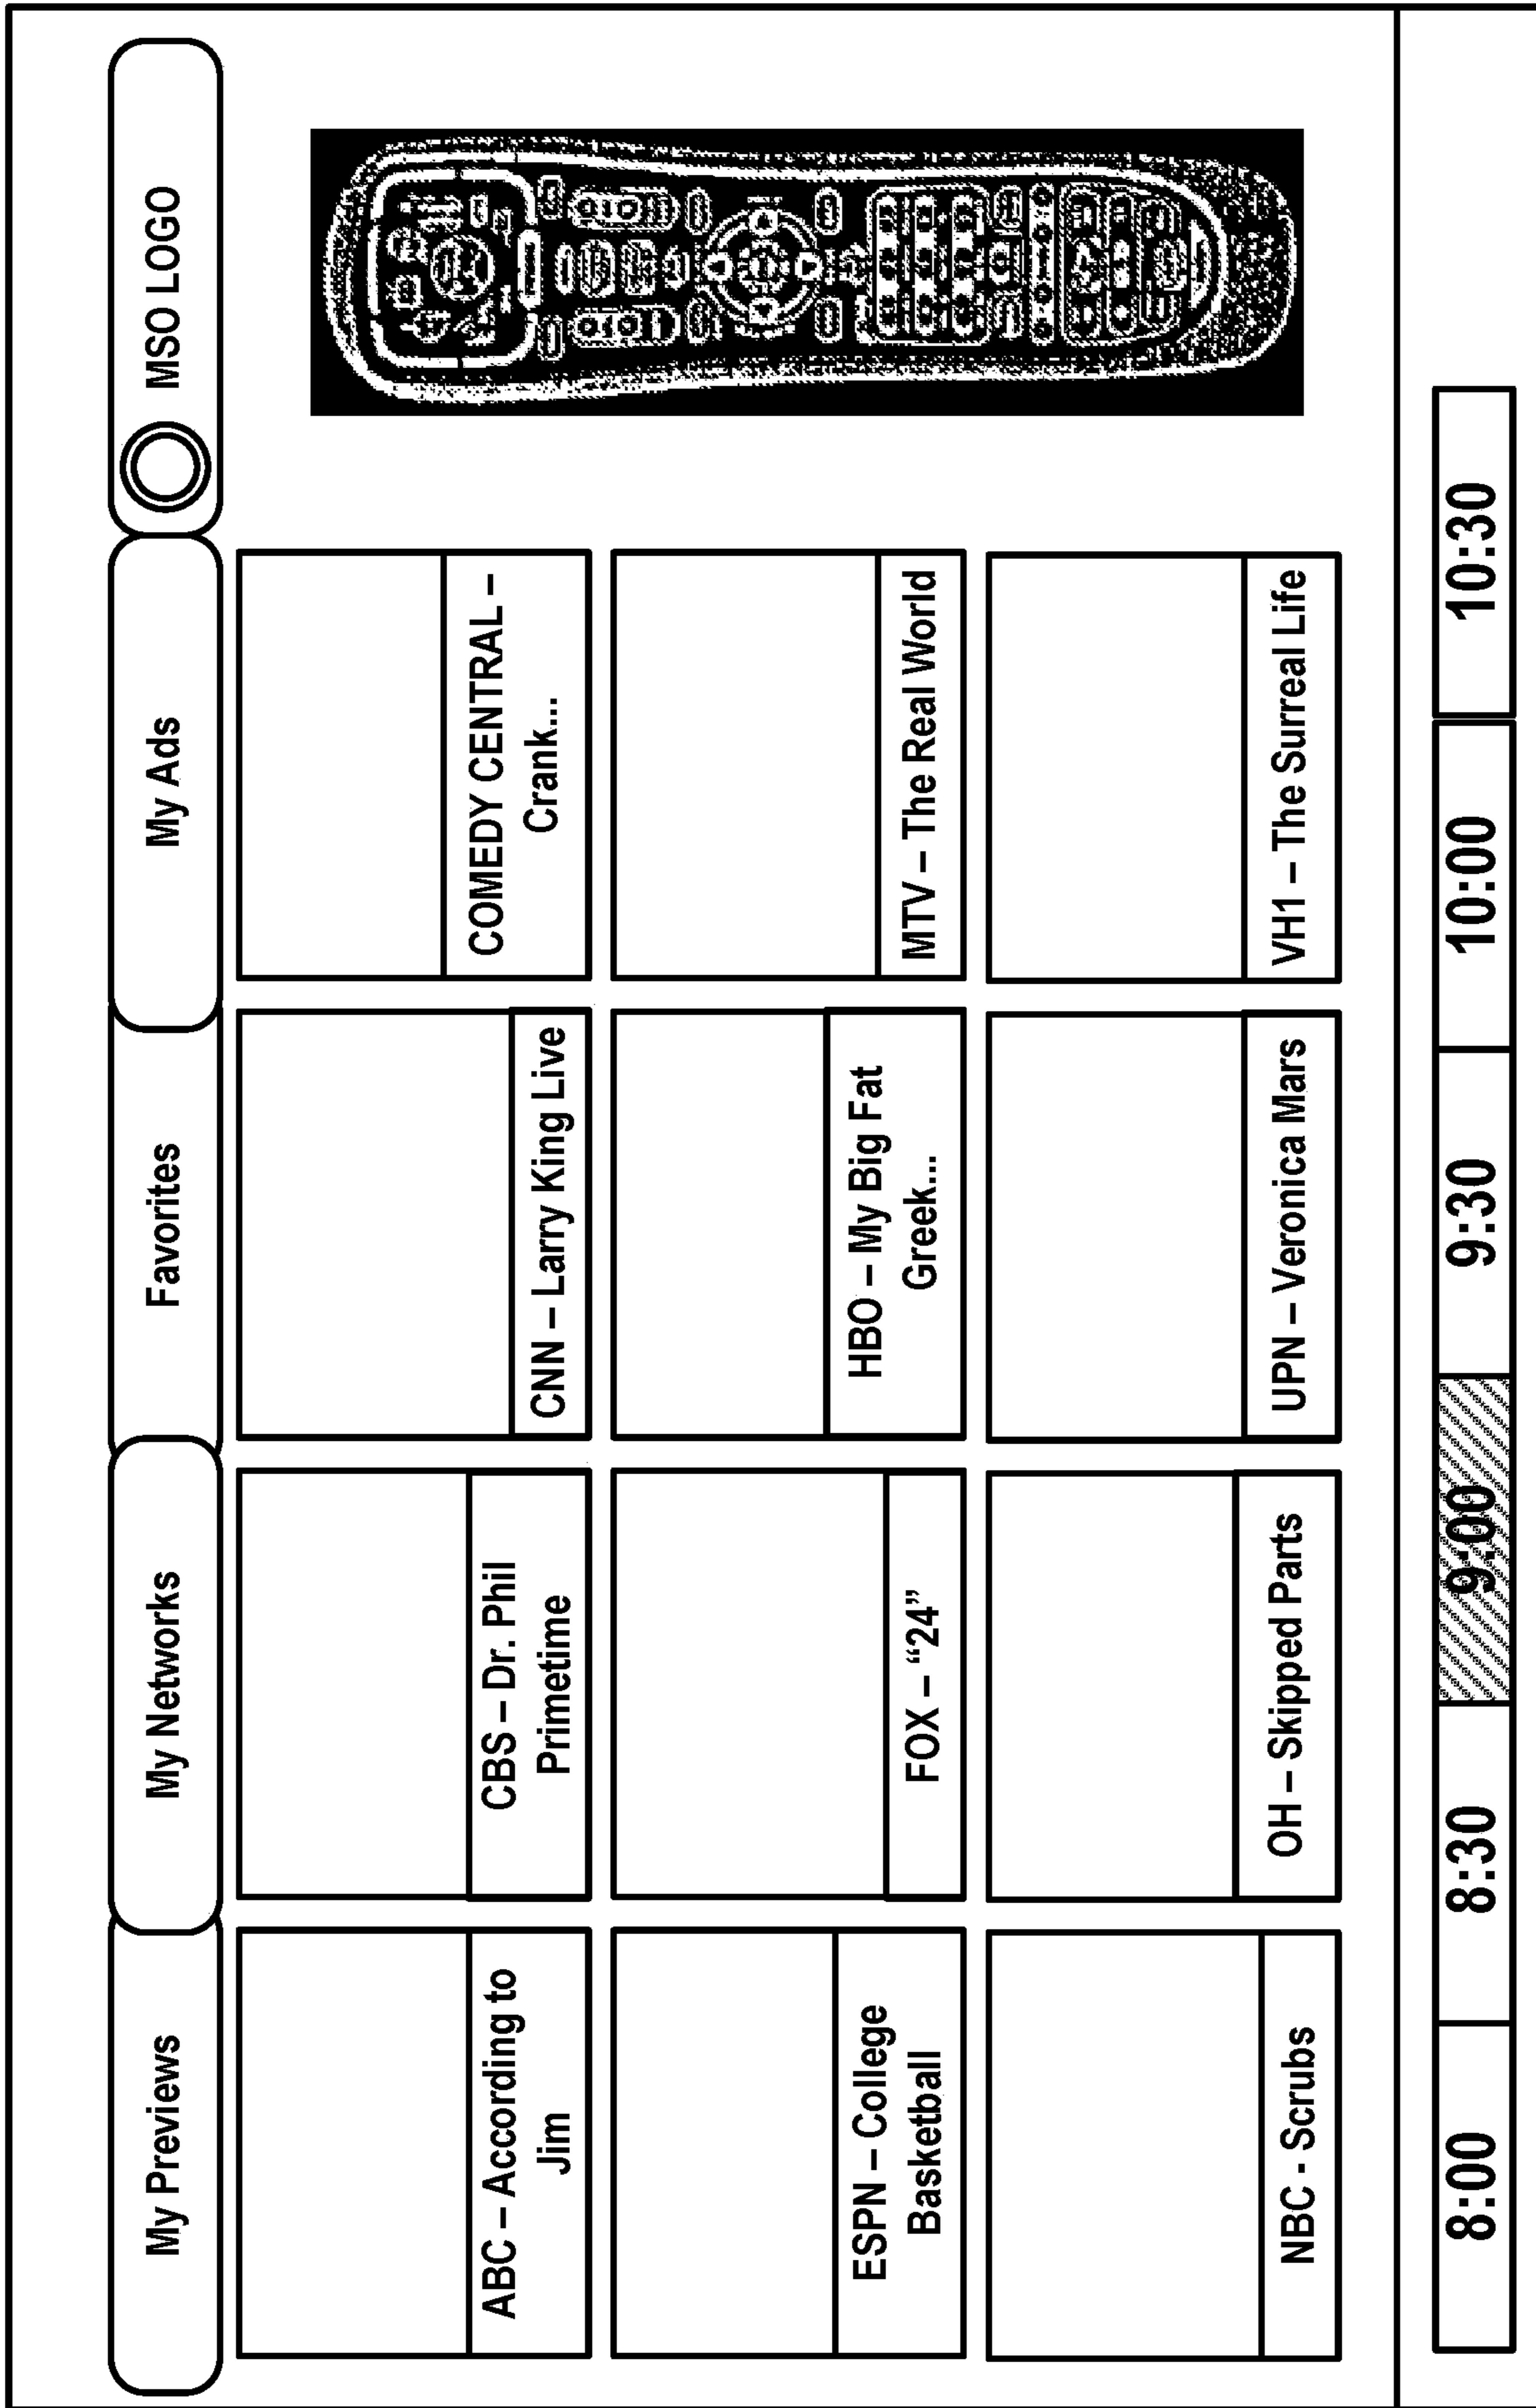 My Previews
My Networks
Favorites
My Ads
MSO LOGO
ABC – According to
Jim
CBS – Dr. Phil
Primetime
CNN – Larry King Live
COMEDY CENTRAL –
Crank...
ESPN – College
Basketball
FOX – “24”
HBO – My Big Fat
Greek...
MTV – The Real World
NBC - Scrubs
OH – Skipped Parts
UPN – Veronica Mars
VH1 – The Surreal Life
8:00
8:30
9:00
9:30
10:00
10:30